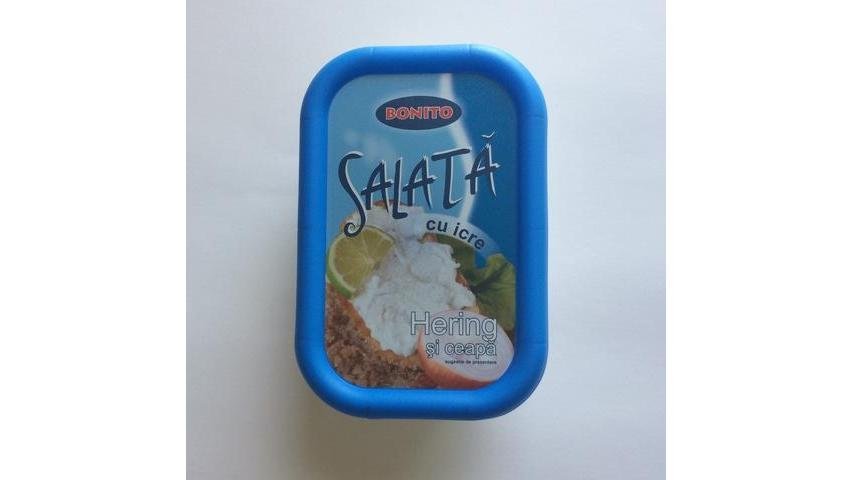 BONITO
SALATĂ
cu icre
Hering
și ceapă
sugestie de prezentare